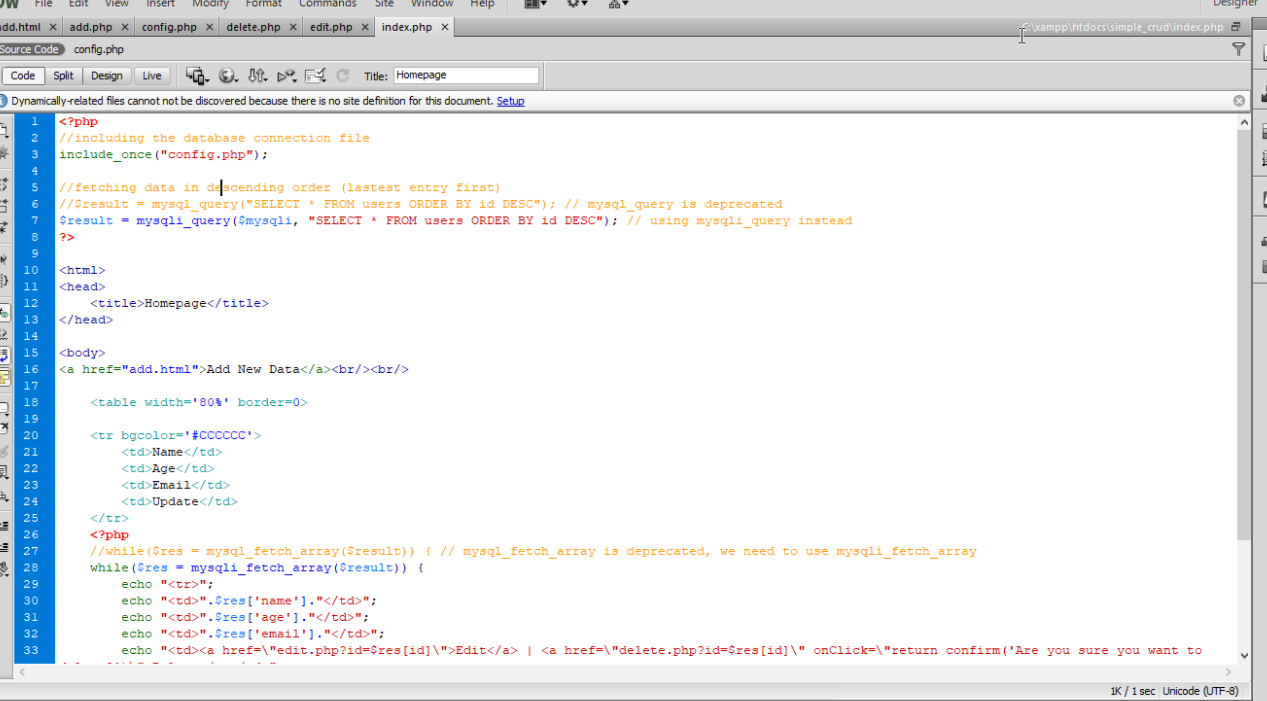 File Edit View Insert Modify Format Commands Site Window Help Designer
add.html × add.php × config.php × delete.php × edit.php × index.php × C:\xampp\htdocs\simple_crud\index.php
Source Code config.php
Code Split Design Live Title: Homepage
Dynamically-related files cannot not be discovered because there is no site definition for this document. Setup
1 <?php
2 //including the database connection file
3 include_once("config.php");
4
5 //fetching data in descending order (lastest entry first)
6 //$result = mysql_query("SELECT * FROM users ORDER BY id DESC"); // mysql_query is deprecated
7 $result = mysqli_query($mysqli, "SELECT * FROM users ORDER BY id DESC"); // using mysqli_query instead
8 ?>
9
10 <html>
11 <head>
12 <title>Homepage</title>
13 </head>
14
15 <body>
16 <a href="add.html">Add New Data</a><br/><br/>
17
18 <table width='80%' border=0>
19
20 <tr bgcolor='#CCCCCC'>
21 <td>Name</td>
22 <td>Age</td>
23 <td>Email</td>
24 <td>Update</td>
25 </tr>
26 <?php
27 //while($res = mysql_fetch_array($result)) { // mysql_fetch_array is deprecated, we need to use mysqli_fetch_array
28 while($res = mysqli_fetch_array($result)) {
29 echo "<tr>";
30 echo "<td>".$res['name']."</td>";
31 echo "<td>".$res['age']."</td>";
32 echo "<td>".$res['email']."</td>";
33 echo "<td><a href=\"edit.php?id=$res[id]\">Edit</a> | <a href=\"delete.php?id=$res[id]\" onClick=\"return confirm('Are you sure you want to
1K / 1 sec Unicode (UTF-8)